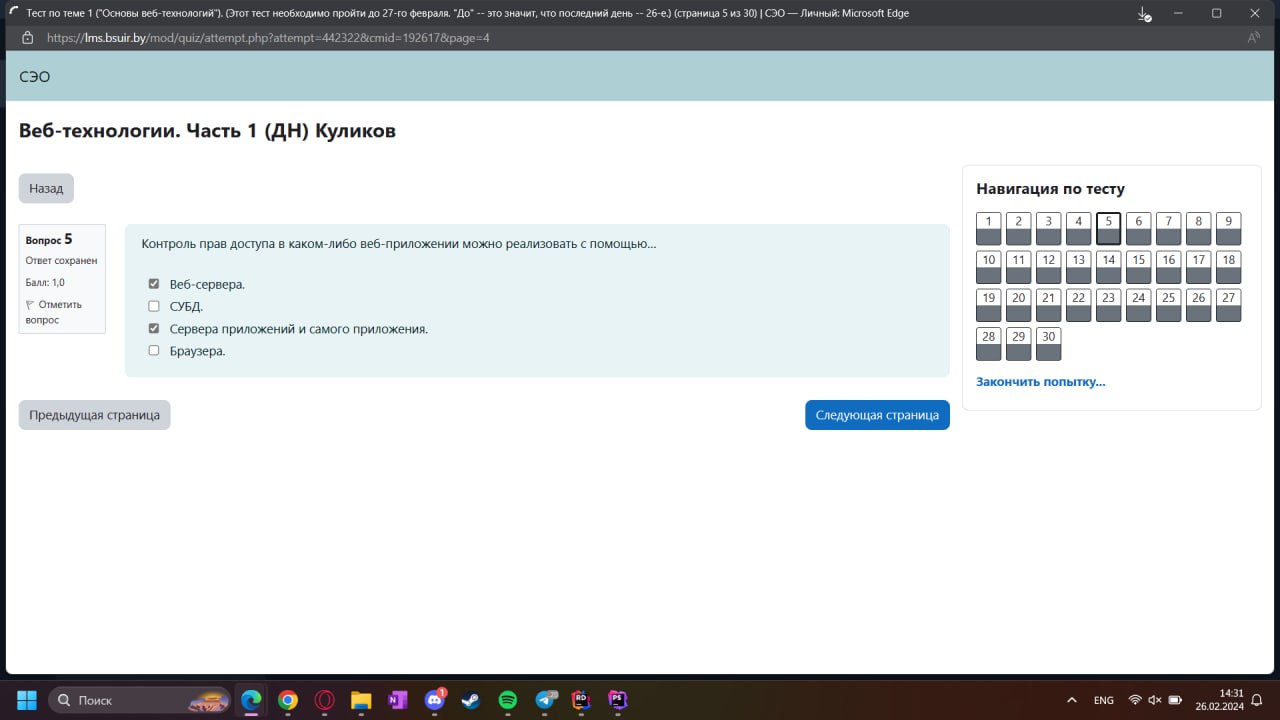 Тест по теме 1 ("Основы веб-технологий"). (Этот тест необходимо пройти до 27-го февраля. "До" -- это значит, что последний день -- 26-е.) (страница 5 из 30) | СЭО — Личный: Microsoft Edge
https://lms.bsuir.by/mod/quiz/attempt.php?attempt=442322&cmid=192617&page=4
СЭО
Веб-технологии. Часть 1 (ДН) Куликов
Назад
Вопрос 5
Ответ сохранен
Балл: 1,0
Отметить
вопрос
Контроль прав доступа в каком-либо веб-приложении можно реализовать с помощью...
Веб-сервера.
СУБД.
Сервера приложений и самого приложения.
Браузера.
Предыдущая страница
Следующая страница
Навигация по тесту
1 2 3 4 5 6 7 8 9
10 11 12 13 14 15 16 17 18
19 20 21 22 23 24 25 26 27
28 29 30
Закончить попытку...
Поиск
1
RD
PS
ENG
14:31
26.02.2024